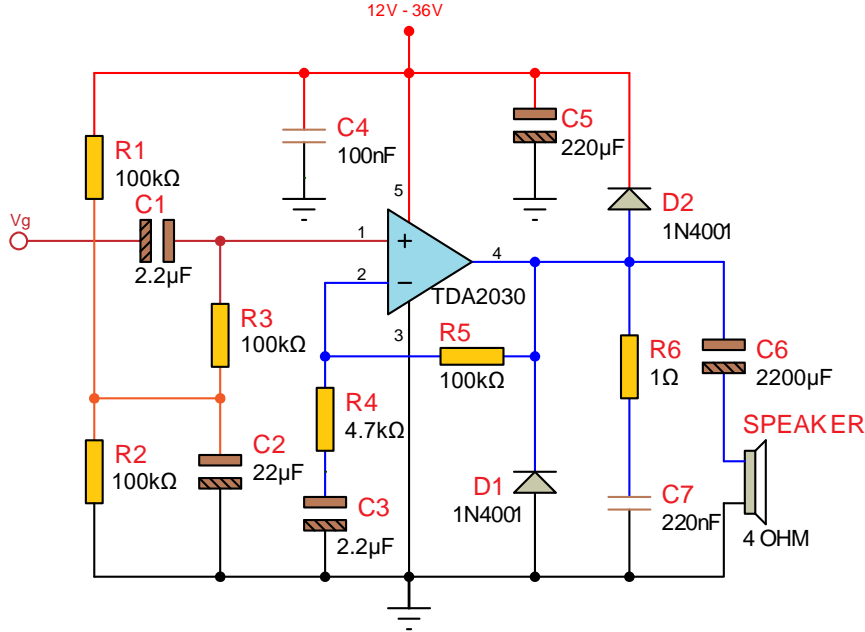 12V - 36V
C4
100nF
C5
220µF
R1
100kΩ
C1
2.2µF
Vg
5
1
+
2
−
4
3
TDA2030
D2
1N4001
R3
100kΩ
R5
100kΩ
R6
1Ω
C6
2200µF
R4
4.7kΩ
SPEAKER
R2
100kΩ
C2
22µF
C3
2.2µF
D1
1N4001
C7
220nF
4 OHM